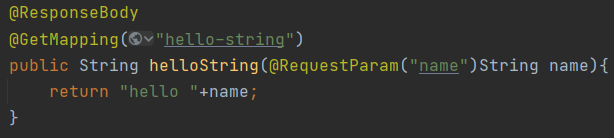 @ResponseBody
@GetMapping("hello-string")
public String helloString(@RequestParam("name")String name){
    return "hello "+name;
}